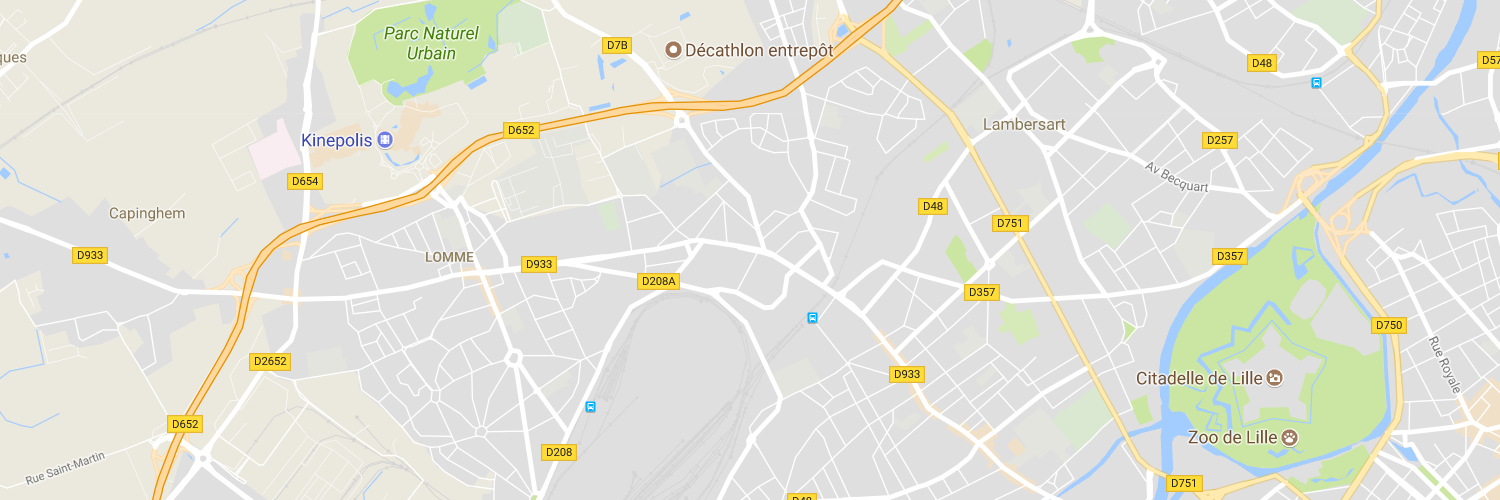 Parc Naturel
Urbain
D7B
Décathlon entrepôt
D48
D57
ques
D652
Kinepolis
Lambersart
D257
D654
Av Becquart
Capinghem
D48
D751
D933
LOMME
D933
D208A
D357
D357
D750
Rue Royale
D2652
D933
Citadelle de Lille
D652
Zoo de Lille
D208
Rue Saint-Martin
D751